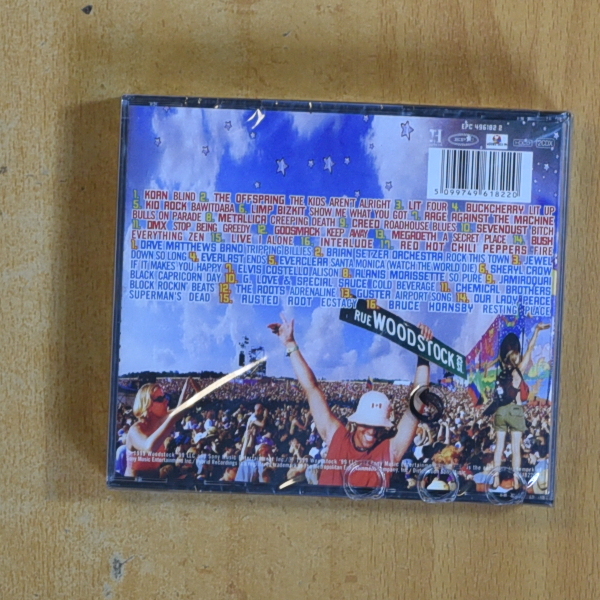 EPC 496182 2
5 099749 618220
1. KORN BLIND 2. THE OFFSPRING THE KIDS AREN'T ALRIGHT 3. LIT FOUR 4. BUCKCHERRY LIT UP
5. KID ROCK BAWITDABA 6. LIMP BIZKIT SHOW ME WHAT YOU GOT 7. RAGE AGAINST THE MACHINE
BULLS ON PARADE 8. METALLICA CREEPING DEATH 9. CREED ROADHOUSE BLUES 10. SEVENDUST BITCH
11. DMX STOP BEING GREEDY 12. GODSMACK KEEP AWAY 13. MEGADETH A SECRET PLACE 14. BUSH
EVERYTHING ZEN 15. LIVE I ALONE 16. INTERLUDE 17. RED HOT CHILI PEPPERS FIRE
1. DAVE MATTHEWS BAND TRIPPING BILLIES 2. BRIAN SETZER ORCHESTRA ROCK THIS TOWN 3. JEWEL
DOWN SO LONG 4. EVERLAST ENDS 5. EVERCLEAR SANTA MONICA (WATCH THE WORLD DIE) 6. SHERYL CROW
IF IT MAKES YOU HAPPY 7. ELVIS COSTELLO ALISON 8. ALANIS MORISSETTE SO PURE 9. JAMIROQUAI
BLACK CAPRICORN DAY 10. G. LOVE & SPECIAL SAUCE COLD BEVERAGE 11. CHEMICAL BROTHERS
BLOCK ROCKIN' BEATS 12. THE ROOTS ADRENALINE 13. GUSTER AIRPORT SONG 14. OUR LADY PEACE
SUPERMAN'S DEAD 15. RUSTED ROOT ECSTASY 16. BRUCE HORNSBY RESTING PLACE
RUE WOODSTOCK ST